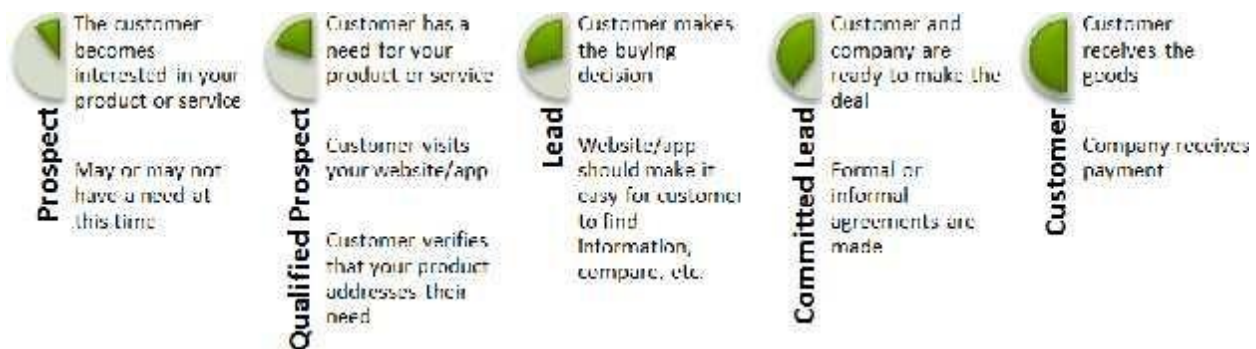 Prospect
The customer
becomes
interested in your
product or service
May or may not
have a need at
this time
Qualified Prospect
Customer has a
need for your
product or service
Customer visits
your website/app
Customer verifies
that your product
addresses their
need
Lead
Customer makes
the buying
decision
Website/app
should make it
easy for customer
to find
information,
compare, etc.
Committed Lead
Customer and
company are
ready to make the
deal
Formal or
informal
agreements are
made
Customer
Customer
receives the
goods
Company receives
payment